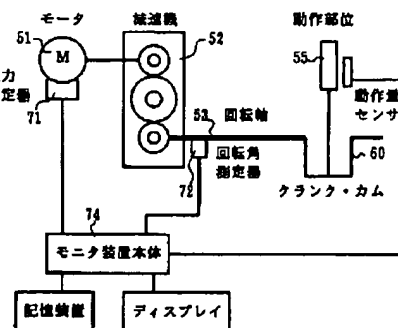 モータ
51
M
力
定器
71
減速機
52
動作部位
55
動作量
センサ
53
回転軸
72
回転角
測定器
クランク・カム
60
74
モニタ装置本体
記憶装置
ディスプレイ